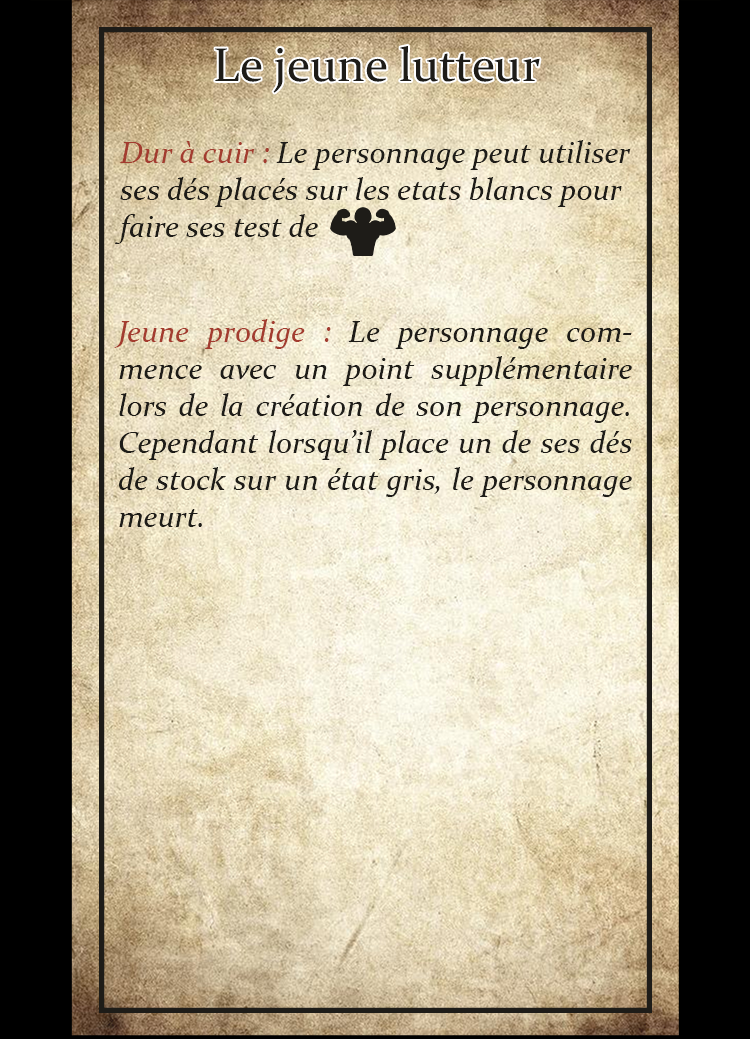 Le jeune lutteur
Dur à cuir : Le personnage peut utiliser
ses dés placés sur les etats blancs pour
faire ses test de
Jeune prodige : Le personnage com-
mence avec un point supplémentaire
lors de la création de son personnage.
Cependant lorsqu’il place un de ses dés
de stock sur un état gris, le personnage
meurt.